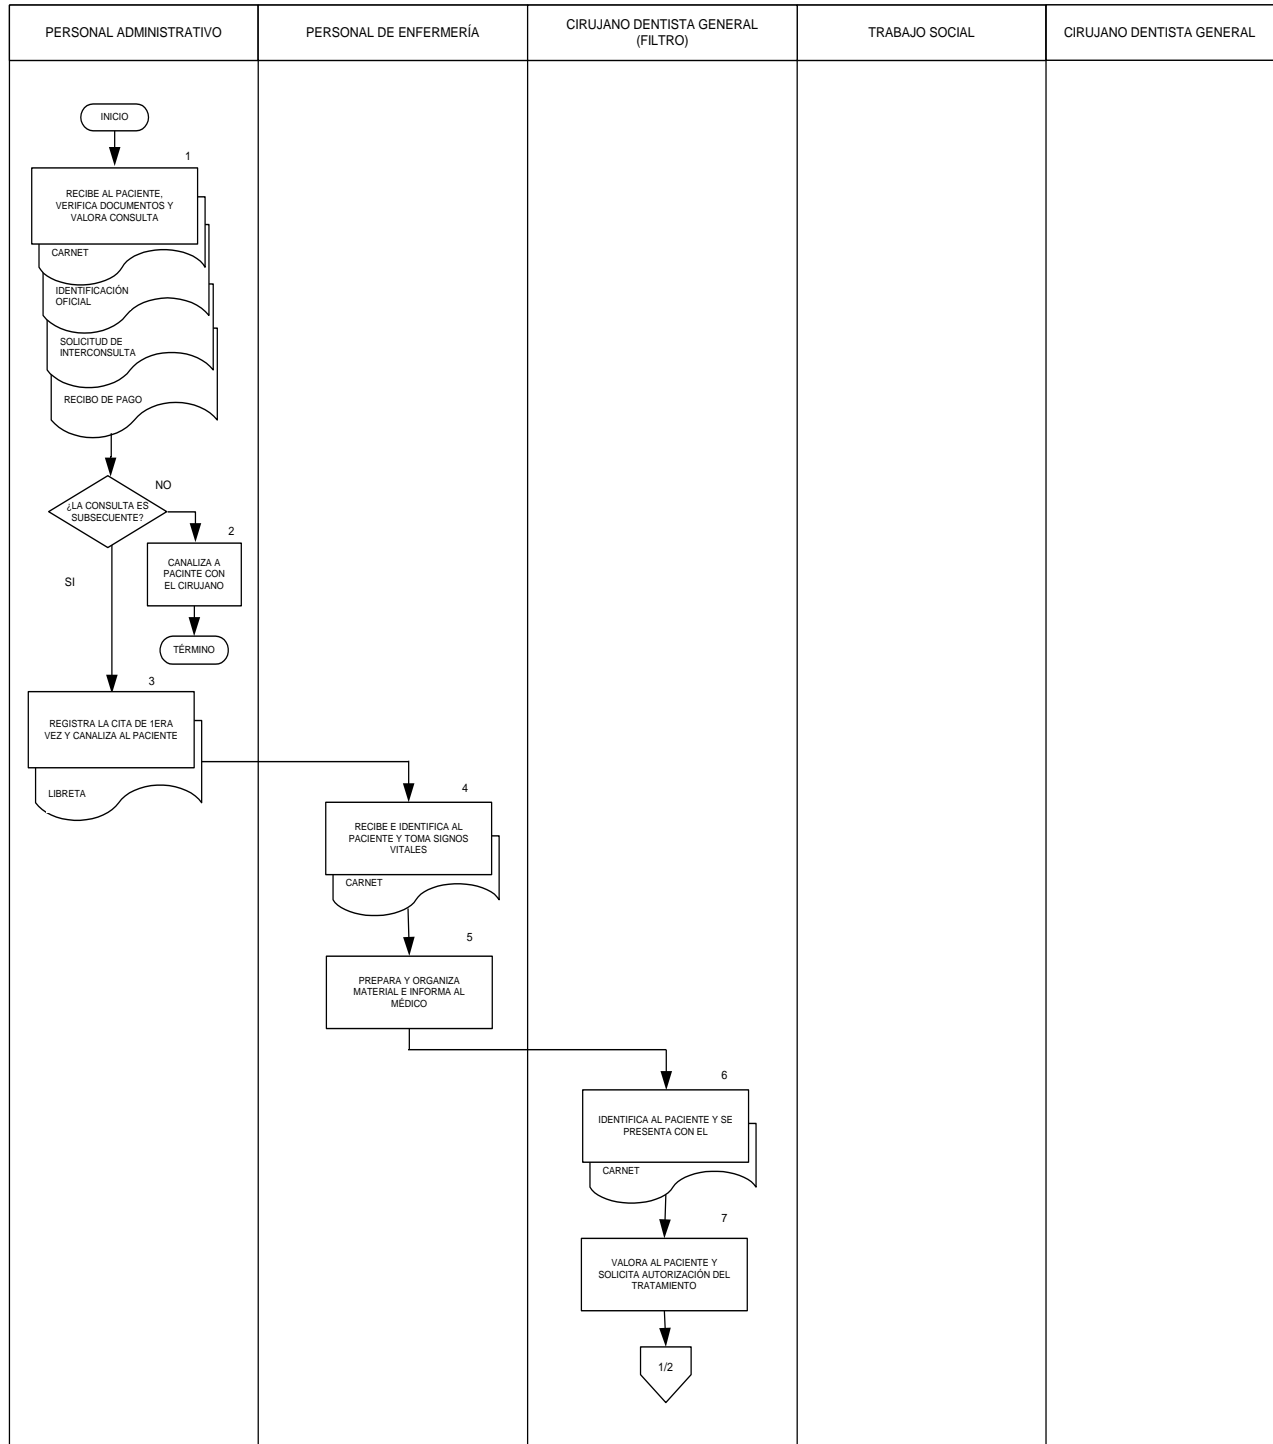 PERSONAL ADMINISTRATIVO
PERSONAL DE ENFERMERÍA
CIRUJANO DENTISTA GENERAL
(FILTRO)
TRABAJO SOCIAL
CIRUJANO DENTISTA GENERAL
INICIO
1
RECIBE AL PACIENTE,
VERIFICA DOCUMENTOS Y
VALORA CONSULTA
CARNET
IDENTIFICACIÓN
OFICIAL
SOLICITUD DE
INTERCONSULTA
RECIBO DE PAGO
¿LA CONSULTA ES
SUBSECUENTE?
NO
2
CANALIZA A
PACINTE CON
EL CIRUJANO
SI
TÉRMINO
3
REGISTRA LA CITA DE 1ERA
VEZ Y CANALIZA AL PACIENTE
LIBRETA
4
RECIBE E IDENTIFICA AL
PACIENTE Y TOMA SIGNOS
VITALES
CARNET
5
PREPARA Y ORGANIZA
MATERIAL E INFORMA AL
MÉDICO
6
IDENTIFICA AL PACIENTE Y SE
PRESENTA CON EL
CARNET
7
VALORA AL PACIENTE Y
SOLICITA AUTORIZACIÓN DEL
TRATAMIENTO
1/2